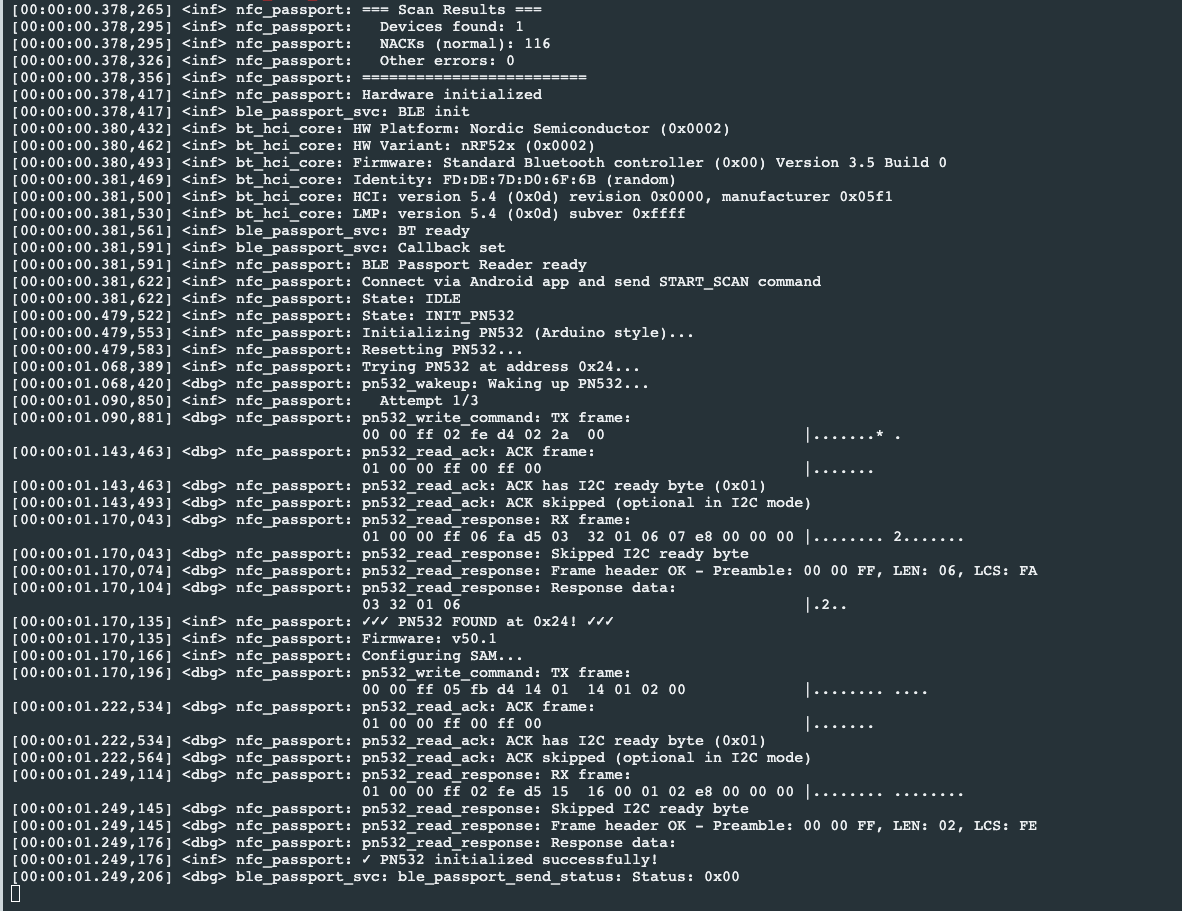 [00:00:00.378,265] <inf> nfc_passport: === Scan Results ===
[00:00:00.378,295] <inf> nfc_passport:   Devices found: 1
[00:00:00.378,295] <inf> nfc_passport:   NACKs (normal): 116
[00:00:00.378,326] <inf> nfc_passport:   Other errors: 0
[00:00:00.378,356] <inf> nfc_passport: =========================
[00:00:00.378,417] <inf> nfc_passport: Hardware initialized
[00:00:00.378,417] <inf> ble_passport_svc: BLE init
[00:00:00.380,432] <inf> bt_hci_core: HW Platform: Nordic Semiconductor (0x0002)
[00:00:00.380,462] <inf> bt_hci_core: HW Variant: nRF52x (0x0002)
[00:00:00.380,493] <inf> bt_hci_core: Firmware: Standard Bluetooth controller (0x00) Version 3.5 Build 0
[00:00:00.381,469] <inf> bt_hci_core: Identity: FD:DE:7D:D0:6F:6B (random)
[00:00:00.381,500] <inf> bt_hci_core: HCI: version 5.4 (0x0d) revision 0x0000, manufacturer 0x05f1
[00:00:00.381,530] <inf> bt_hci_core: LMP: version 5.4 (0x0d) subver 0xffff
[00:00:00.381,561] <inf> ble_passport_svc: BT ready
[00:00:00.381,591] <inf> ble_passport_svc: Callback set
[00:00:00.381,591] <inf> nfc_passport: BLE Passport Reader ready
[00:00:00.381,622] <inf> nfc_passport: Connect via Android app and send START_SCAN command
[00:00:00.381,622] <inf> nfc_passport: State: IDLE
[00:00:00.479,522] <inf> nfc_passport: State: INIT_PN532
[00:00:00.479,553] <inf> nfc_passport: Initializing PN532 (Arduino style)...
[00:00:00.479,583] <inf> nfc_passport: Resetting PN532...
[00:00:01.068,389] <inf> nfc_passport: Trying PN532 at address 0x24...
[00:00:01.068,420] <dbg> nfc_passport: pn532_wakeup: Waking up PN532...
[00:00:01.090,850] <inf> nfc_passport:   Attempt 1/3
[00:00:01.090,881] <dbg> nfc_passport: pn532_write_command: TX frame:
00 00 ff 02 fe d4 02 2a  00                      |.......* .
[00:00:01.143,463] <dbg> nfc_passport: pn532_read_ack: ACK frame:
01 00 00 ff 00 ff 00                             |.......
[00:00:01.143,463] <dbg> nfc_passport: pn532_read_ack: ACK has I2C ready byte (0x01)
[00:00:01.143,493] <dbg> nfc_passport: pn532_read_ack: ACK skipped (optional in I2C mode)
[00:00:01.170,043] <dbg> nfc_passport: pn532_read_response: RX frame:
01 00 00 ff 06 fa d5 03  32 01 06 07 e8 00 00 00 |........ 2.......
[00:00:01.170,043] <dbg> nfc_passport: pn532_read_response: Skipped I2C ready byte
[00:00:01.170,074] <dbg> nfc_passport: pn532_read_response: Frame header OK - Preamble: 00 00 FF, LEN: 06, LCS: FA
[00:00:01.170,104] <dbg> nfc_passport: pn532_read_response: Response data:
03 32 01 06                                      |.2..
[00:00:01.170,135] <inf> nfc_passport: ✓✓✓ PN532 FOUND at 0x24! ✓✓✓
[00:00:01.170,135] <inf> nfc_passport: Firmware: v50.1
[00:00:01.170,166] <inf> nfc_passport: Configuring SAM...
[00:00:01.170,196] <dbg> nfc_passport: pn532_write_command: TX frame:
00 00 ff 05 fb d4 14 01  14 01 02 00             |........ ....
[00:00:01.222,534] <dbg> nfc_passport: pn532_read_ack: ACK frame:
01 00 00 ff 00 ff 00                             |.......
[00:00:01.222,534] <dbg> nfc_passport: pn532_read_ack: ACK has I2C ready byte (0x01)
[00:00:01.222,564] <dbg> nfc_passport: pn532_read_ack: ACK skipped (optional in I2C mode)
[00:00:01.249,114] <dbg> nfc_passport: pn532_read_response: RX frame:
01 00 00 ff 02 fe d5 15  16 00 01 02 e8 00 00 00 |........ ........
[00:00:01.249,145] <dbg> nfc_passport: pn532_read_response: Skipped I2C ready byte
[00:00:01.249,145] <dbg> nfc_passport: pn532_read_response: Frame header OK - Preamble: 00 00 FF, LEN: 02, LCS: FE
[00:00:01.249,176] <dbg> nfc_passport: pn532_read_response: Response data:
[00:00:01.249,176] <inf> nfc_passport: ✓ PN532 initialized successfully!
[00:00:01.249,206] <dbg> ble_passport_svc: ble_passport_send_status: Status: 0x00